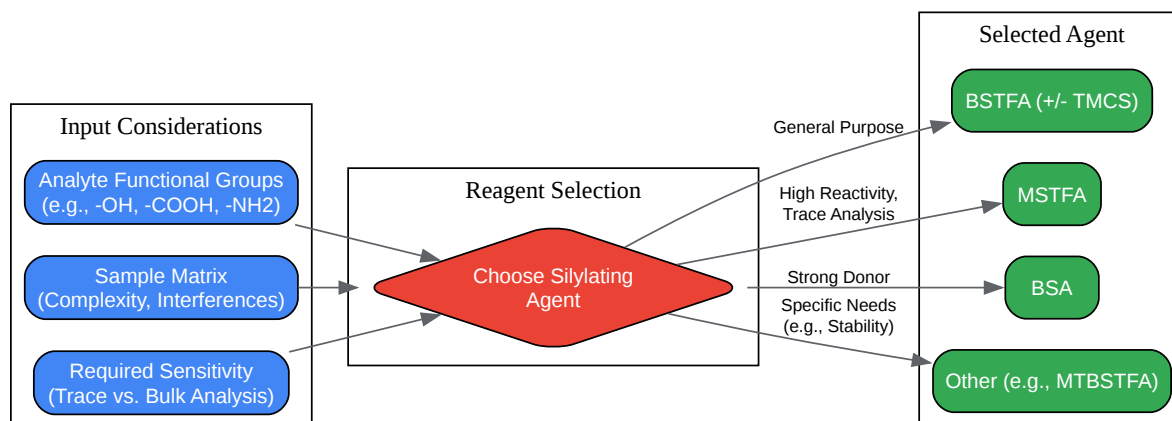 Input Considerations
Analyte Functional Groups
(e.g., -OH, -COOH, -NH2)
Sample Matrix
(Complexity, Interferences)
Required Sensitivity
(Trace vs. Bulk Analysis)
Reagent Selection
Choose Silylating
Agent
General Purpose
High Reactivity,
Trace Analysis
Strong Donor
Specific Needs
(e.g., Stability)
Selected Agent
BSTFA (+/- TMCS)
MSTFA
BSA
Other (e.g., MTBSTFA)